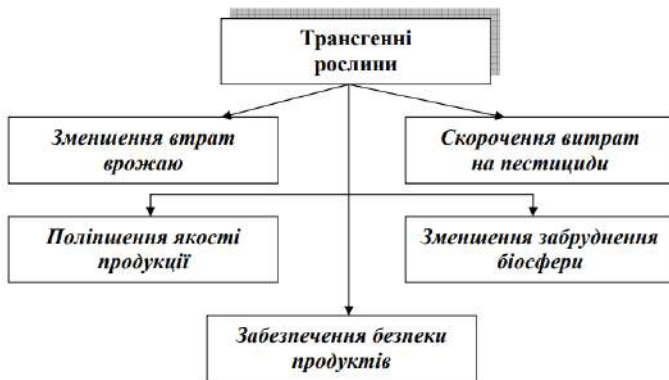 Трансгенні
рослини
Зменшення втрат
врожаю
Скорочення витрат
на пестициди
Поліпшення якості
продукції
Зменшення забруднення
біосфери
Забезпечення безпеки
продуктів